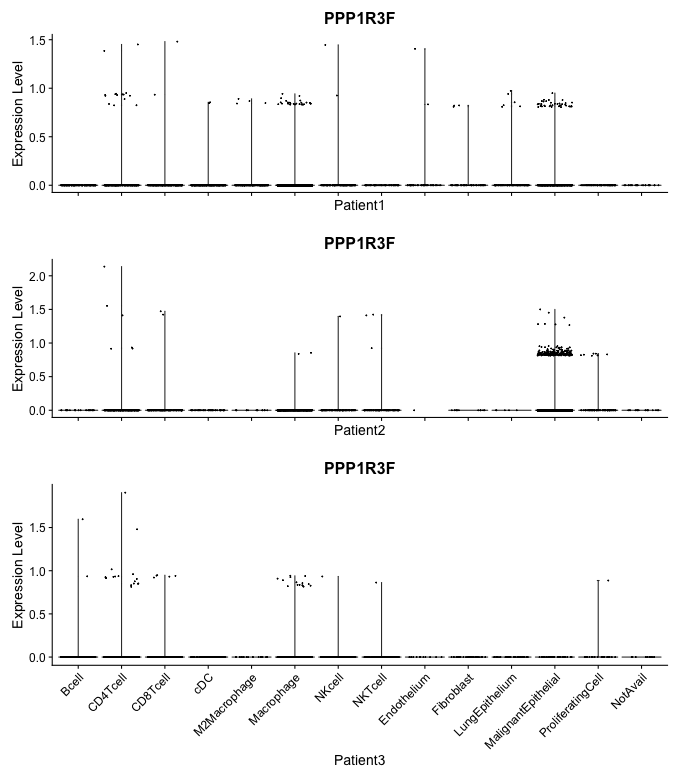 PPP1R3F
Expression Level
1.5
1.0
0.5
0.0
Patient1
PPP1R3F
Expression Level
2.0
1.5
1.0
0.5
0.0
Patient2
PPP1R3F
Expression Level
1.5
1.0
0.5
0.0
Bcell
CD4Tcell
CD8Tcell
cDC
M2Macrophage
Macrophage
NKcell
NKTcell
Endothelium
Fibroblast
LungEpithelium
MalignantEpithelial
ProliferatingCell
NotAvail
Patient3